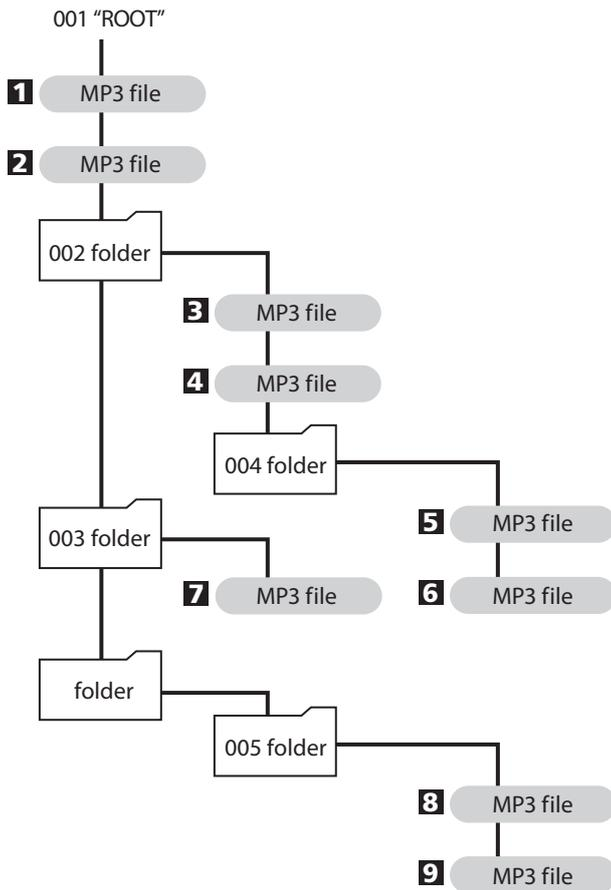 001 “ROOT”
1 MP3 file
2 MP3 file
002 folder
3 MP3 file
4 MP3 file
004 folder
5 MP3 file
003 folder
7 MP3 file
6 MP3 file
folder
005 folder
8 MP3 file
9 MP3 file